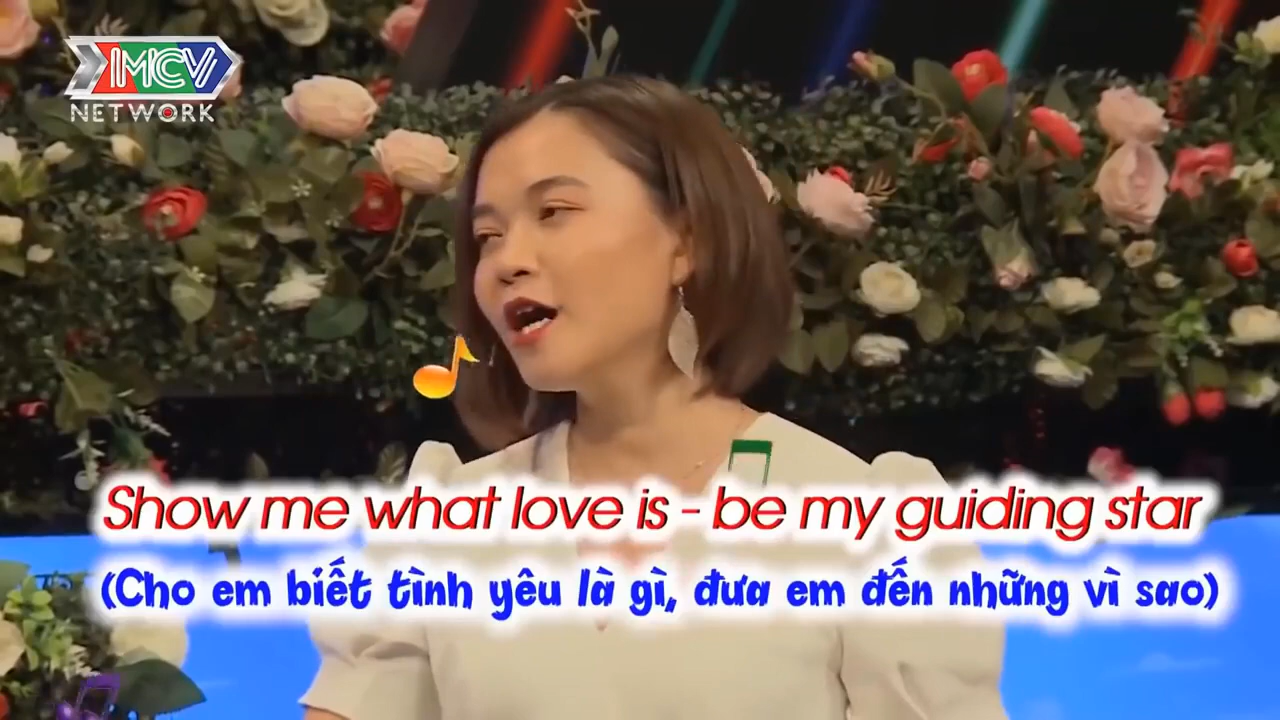 MCV
NETWORK
Show me what love is - be my guiding star
(Cho em biết tình yêu là gì, đưa em đến những vì sao)